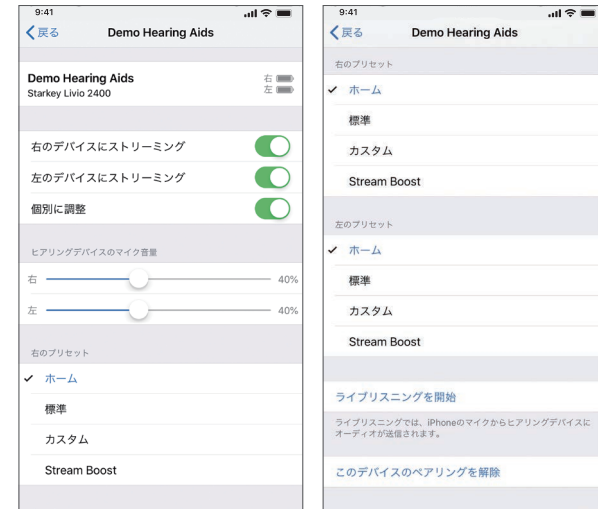 9:41
戻る
Demo Hearing Aids
Demo Hearing Aids
Starkey Livio 2400
右
左
右のデバイスにストリーミング
左のデバイスにストリーミング
個別に調整
ヒアリングデバイスのマイク音量
右 40%
左 40%
右のプリセット
ホーム
標準
カスタム
Stream Boost
9:41
戻る
Demo Hearing Aids
右のプリセット
ホーム
標準
カスタム
Stream Boost
左のプリセット
ホーム
標準
カスタム
Stream Boost
ライブリスニングを開始
ライブリスニングでは、iPhoneのマイクからヒアリングデバイスに
オーディオが送信されます。
このデバイスのペアリングを解除